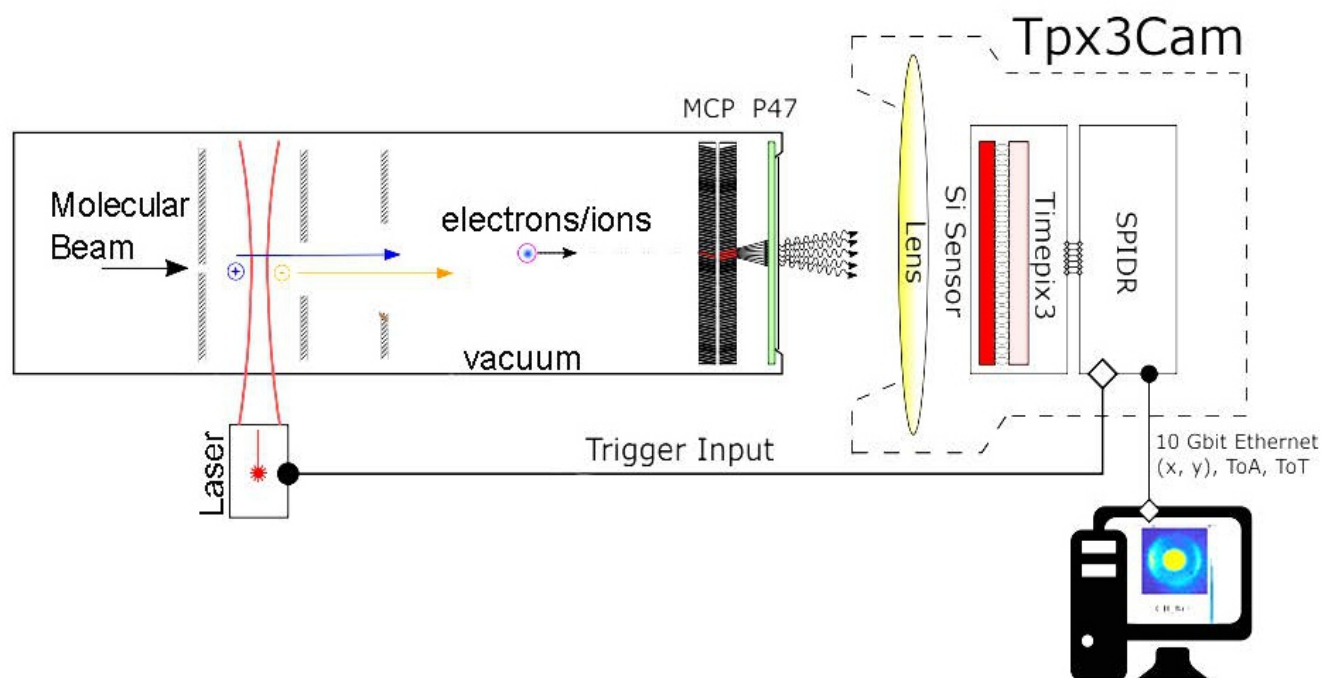 Tpx3Cam
MCP P47
Molecular
Beam
electrons/ions
vacuum
Lens
Si Sensor
Timepix3
SPIDR
Laser
Trigger Input
10 Gbit Ethernet
(x, y), ToA, ToT
+
-